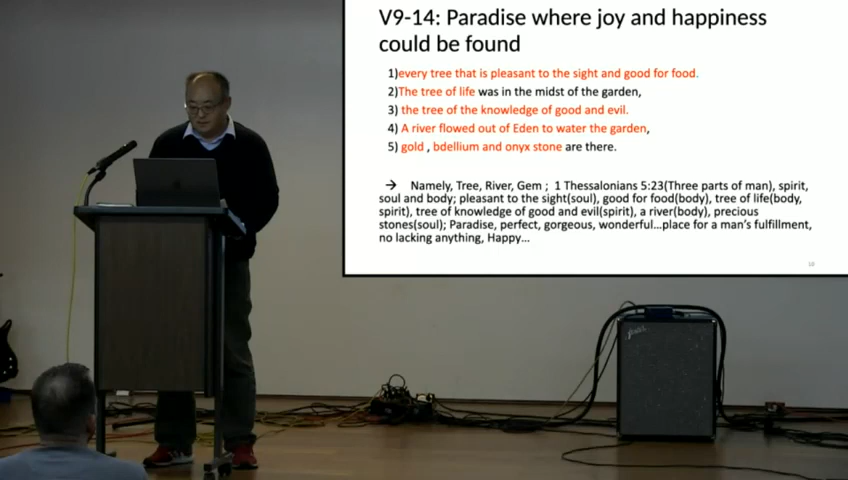 V9-14: Paradise where joy and happiness
could be found
1)every tree that is pleasant to the sight and good for food.
2)The tree of life was in the midst of the garden,
3) the tree of the knowledge of good and evil.
4) A river flowed out of Eden to water the garden,
5) gold , bdellium and onyx stone are there.
→ Namely, Tree, River, Gem ; 1 Thessalonians 5:23(Three parts of man), spirit,
soul and body; pleasant to the sight(soul), good for food(body), tree of life(body,
spirit), tree of knowledge of good and evil(spirit), a river(body), precious
stones(soul); Paradise, perfect, gorgeous, wonderful…place for a man's fulfillment,
no lacking anything, Happy…
18